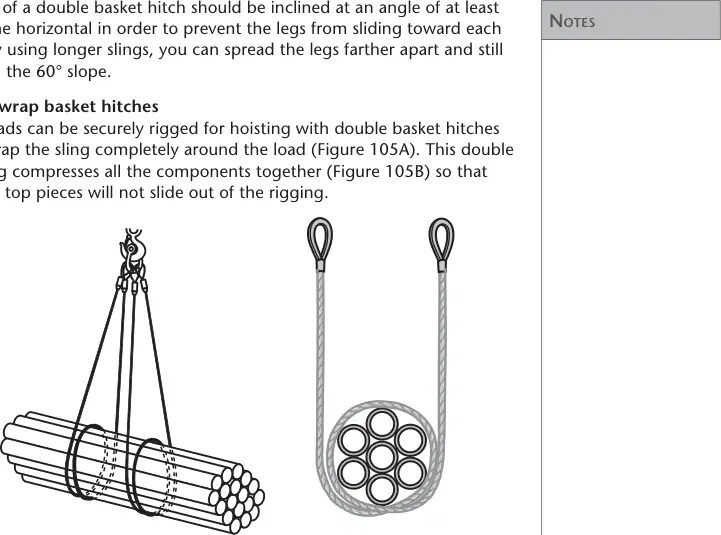 of a double basket hitch should be inclined at an angle of at least
e horizontal in order to prevent the legs from sliding toward each
using longer slings, you can spread the legs farther apart and still
the 60° slope.
wrap basket hitches
ads can be securely rigged for hoisting with double basket hitches
rap the sling completely around the load (Figure 105A). This double
g compresses all the components together (Figure 105B) so that
top pieces will not slide out of the rigging.
NOTES